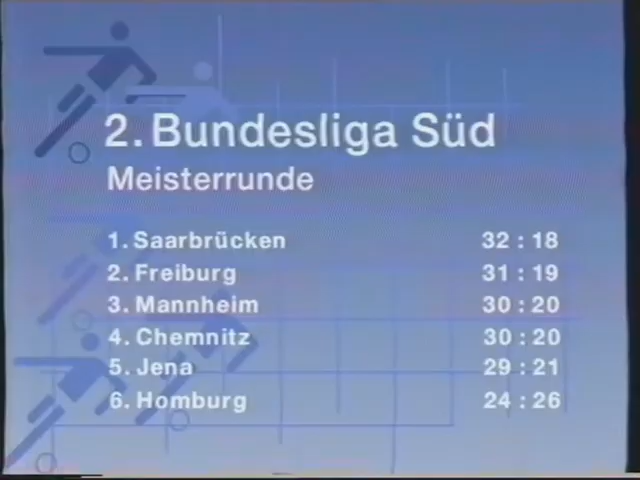 2. Bundesliga Süd
Meisterrunde
1. Saarbrücken 32 : 18
2. Freiburg 31 : 19
3. Mannheim 30 : 20
4. Chemnitz 30 : 20
5. Jena 29 : 21
6. Homburg 24 : 26